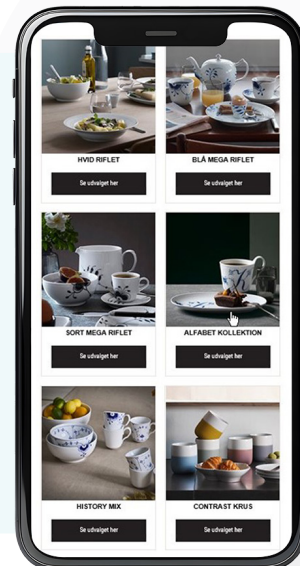 HVID RIFLET
BLÅ MEGA RIFLET
Se udvalget her
Se udvalget her
SORT MEGA RIFLET
ALFABET KOLLEKTION
Se udvalget her
Se udvalget her
HISTORY MIX
CONTRAST KRUS
Se udvalget her
Se udvalget her